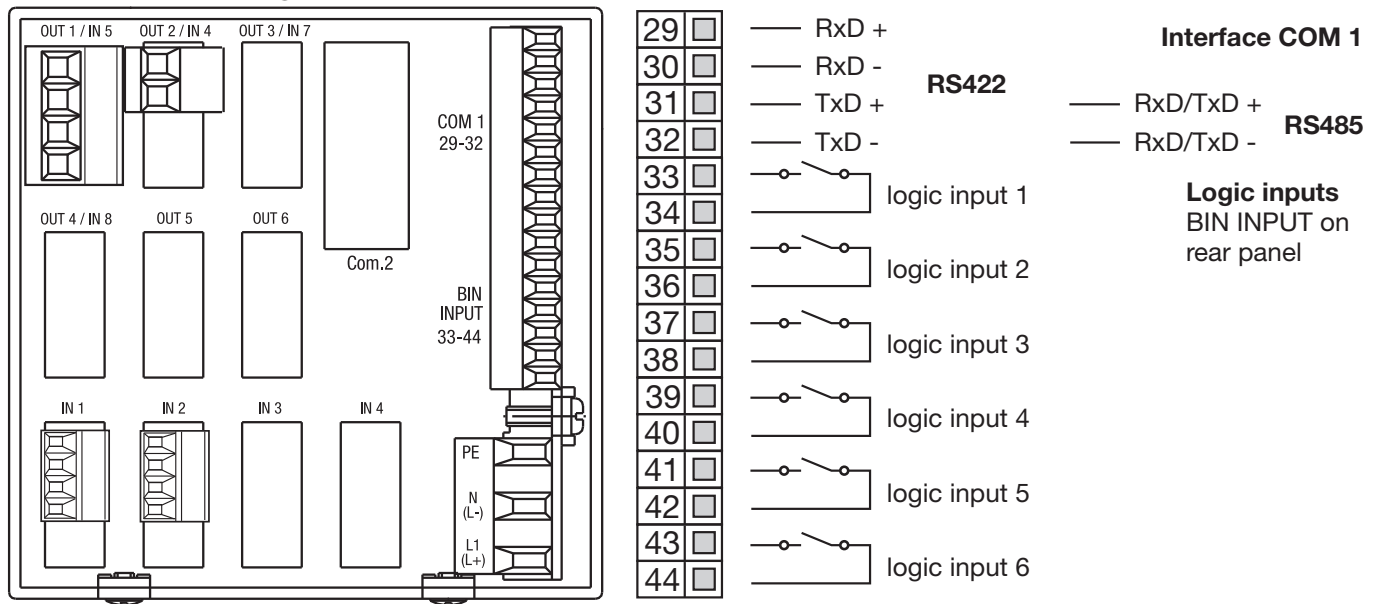 OUT 1 / IN 5
OUT 2 / IN 4
OUT 3 / IN 7
COM 1
29-32
OUT 4 / IN 8
OUT 5
OUT 6
Com.2
BIN
INPUT
33-44
IN 1
IN 2
IN 3
IN 4
PE
N
(L-)
L1
(L+)
29
30
31
32
33
34
35
36
37
38
39
40
41
42
43
44
RxD +
RxD -
TxD +
TxD -
RS422
Interface COM 1
RxD/TxD +
RxD/TxD -
RS485
logic input 1
logic input 2
logic input 3
logic input 4
logic input 5
logic input 6
Logic inputs
BIN INPUT on
rear panel